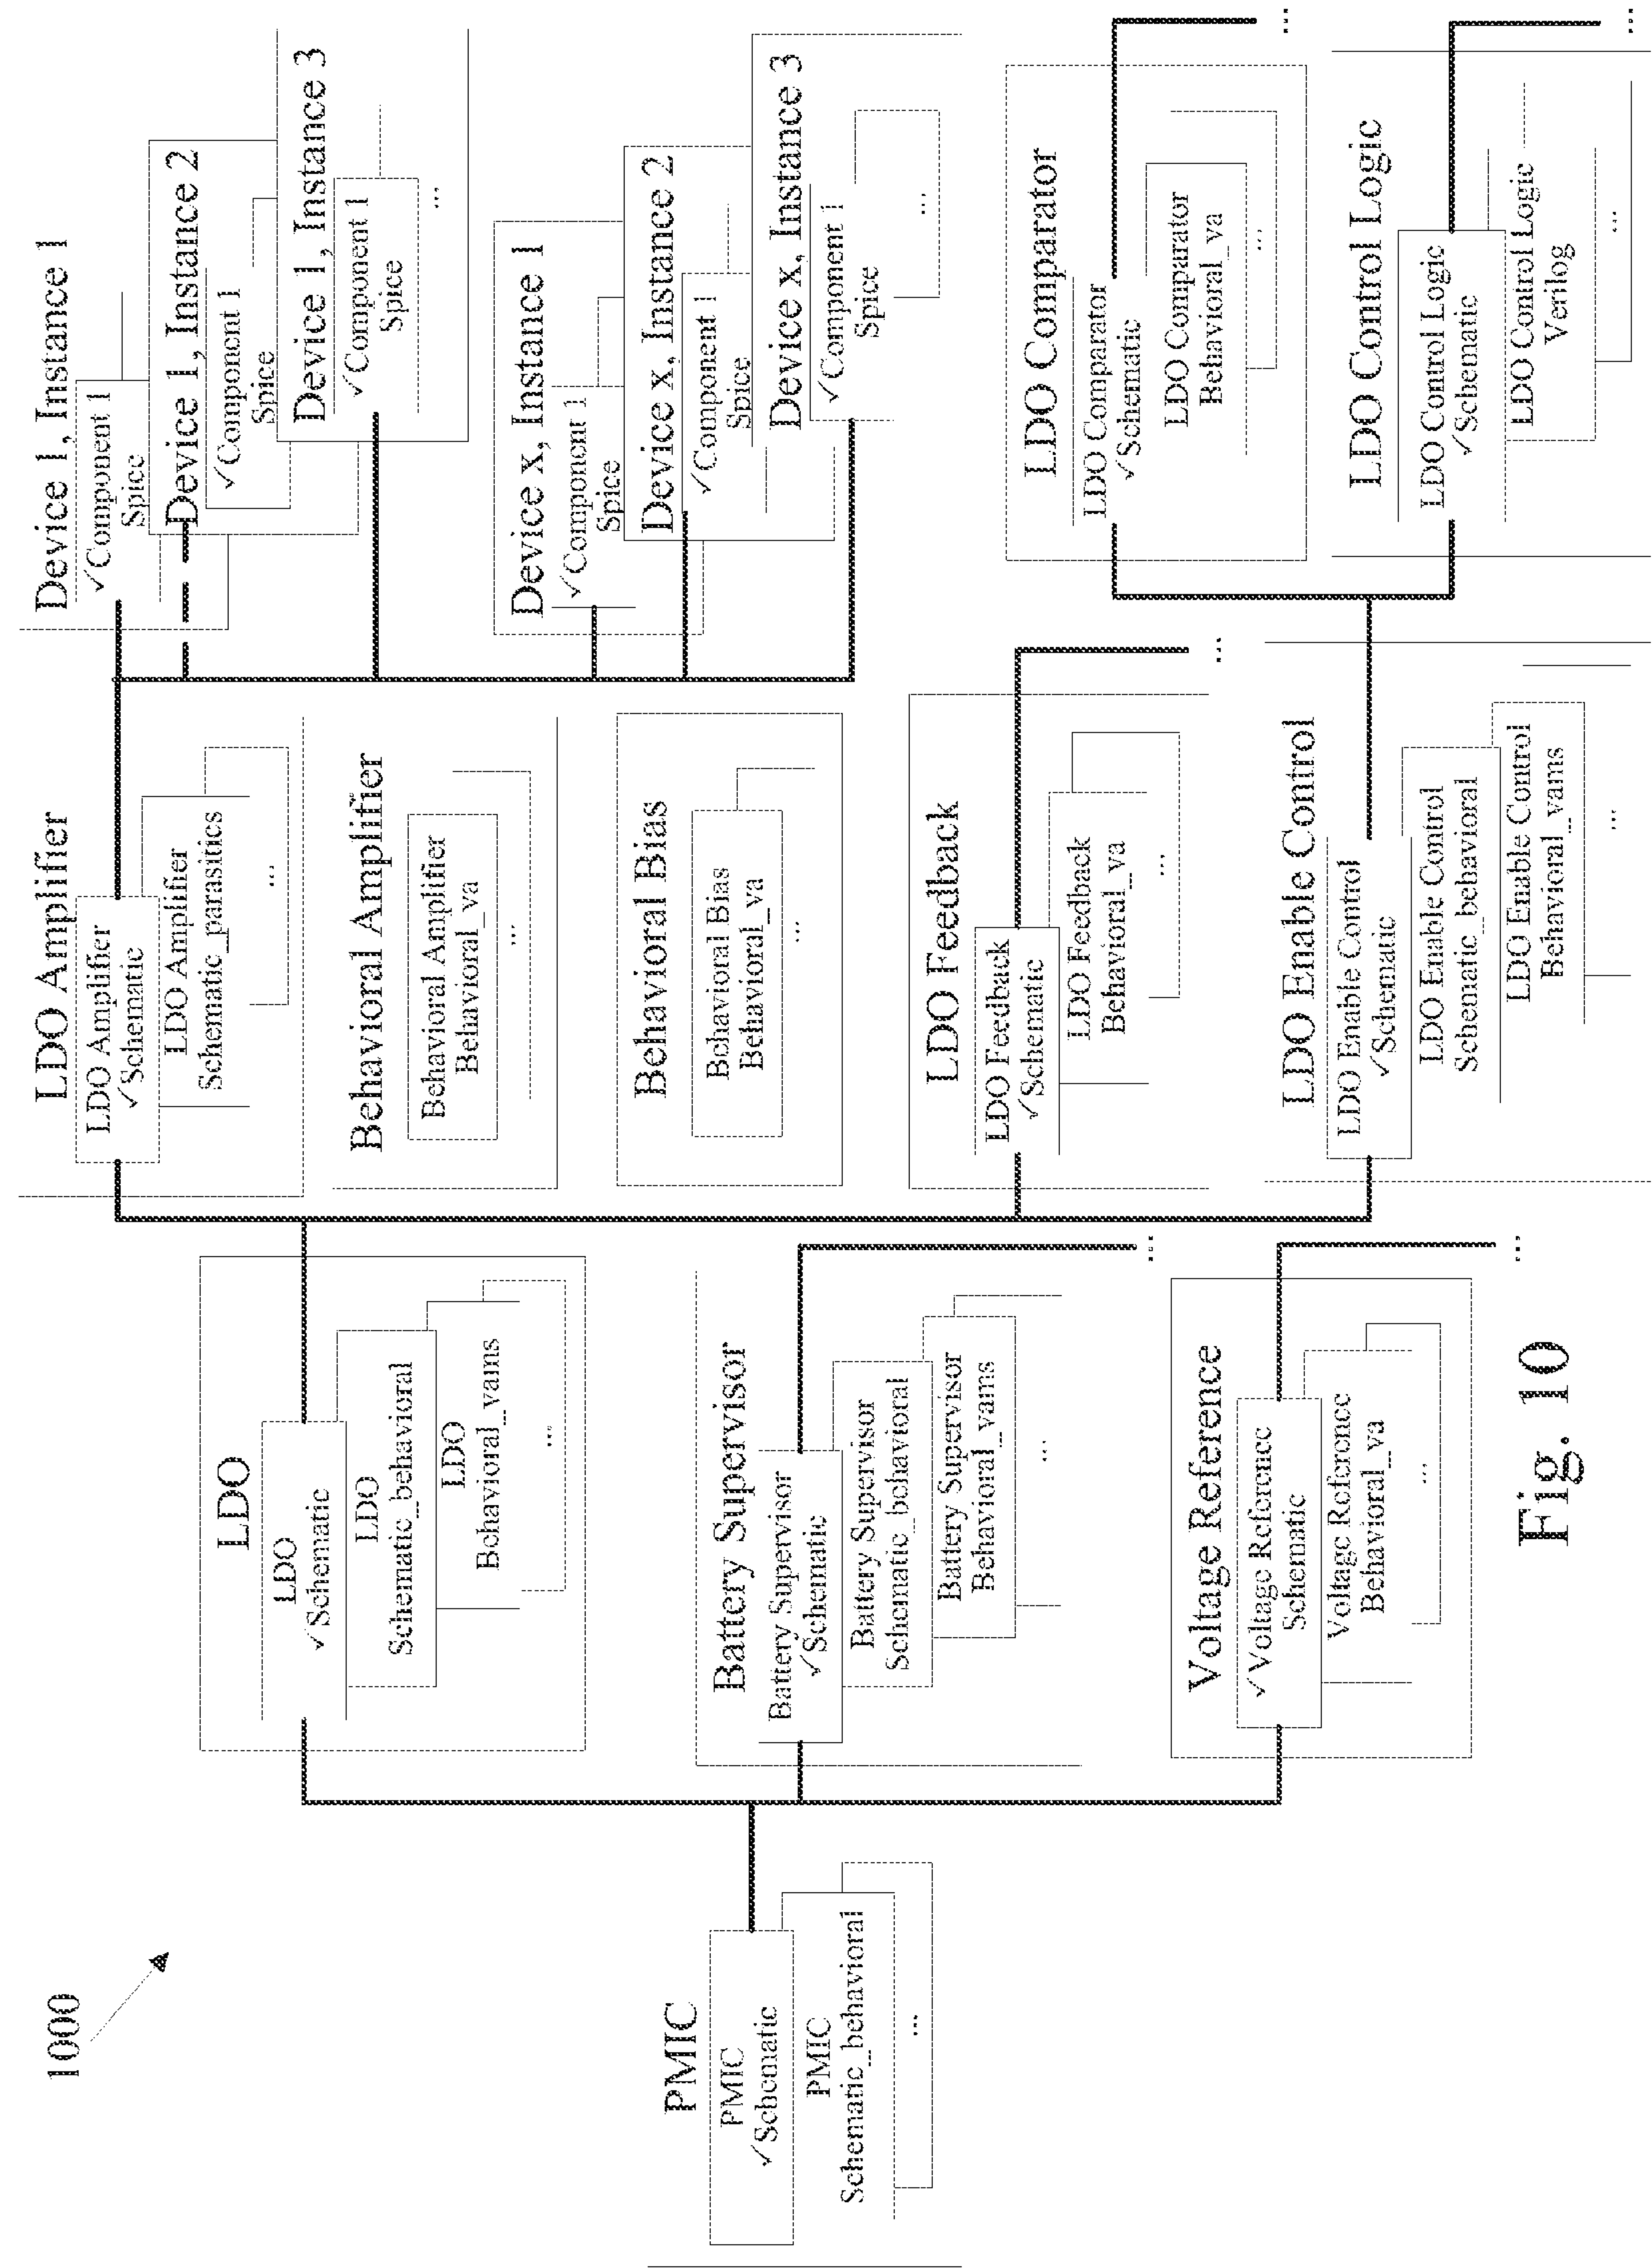 1000
PMIC
PMIC
✓Schematic
PMIC
Schematic_behavioral
...
LDO
LDO
✓Schematic
LDO
Schematic_behavioral
LDO
Behavioral_vams
...
Battery Supervisor
Battery Supervisor
✓Schematic
Battery Supervisor
Schematic_behavioral
Battery Supervisor
Behavioral_vams
...
...
Voltage Reference
✓Voltage Reference
Schematic
Voltage Reference
Behavioral_va
...
...
LDO Amplifier
LDO Amplifier
✓Schematic
LDO Amplifier
Schematic_parasitics
...
Behavioral Amplifier
Behavioral Amplifier
Behavioral_va
...
Behavioral Bias
Behavioral Bias
Behavioral_va
...
LDO Feedback
LDO Feedback
✓Schematic
LDO Feedback
Behavioral_va
...
...
LDO Enable Control
LDO Enable Control
✓Schematic
LDO Enable Control
Schematic_behavioral
LDO Enable Control
Behavioral_vams
...
Device 1, Instance 1
✓Component 1
Spice
Device 1, Instance 2
✓Component 1
Spice
Device 1, Instance 3
✓Component 1
Spice
...
Device x, Instance 1
✓Component 1
Spice
Device x, Instance 2
✓Component 1
Spice
Device x, Instance 3
✓Component 1
Spice
...
LDO Comparator
LDO Comparator
✓Schematic
LDO Comparator
Behavioral_va
...
...
LDO Control Logic
LDO Control Logic
✓Schematic
LDO Control Logic
Verilog
...
...
Fig. 10